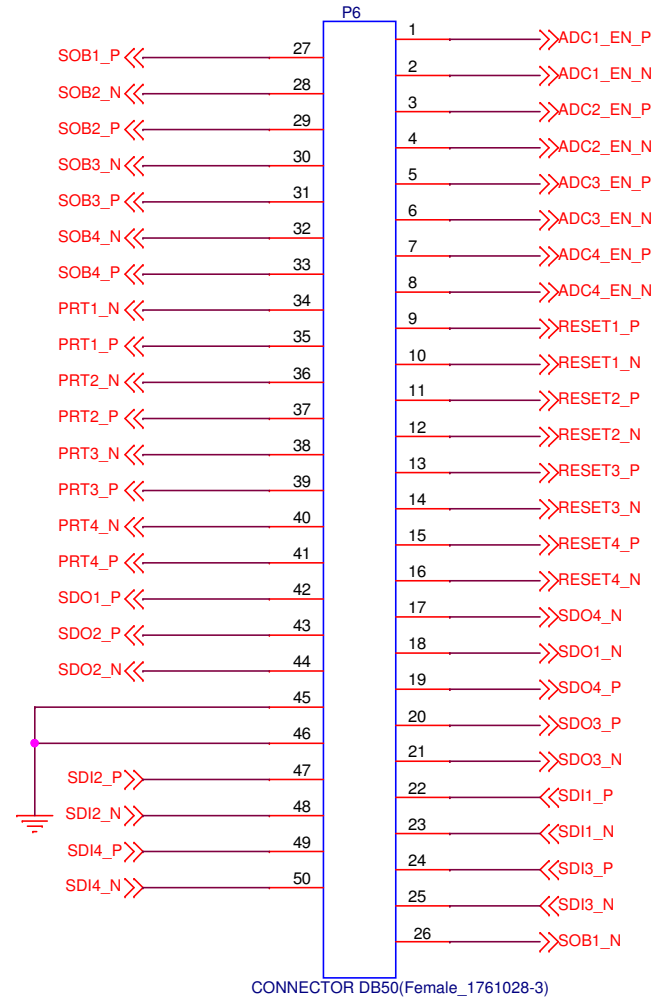 P6
27 SOB1_P
28 SOB2_N
29 SOB2_P
30 SOB3_N
31 SOB3_P
32 SOB4_N
33 SOB4_P
34 PRT1_N
35 PRT1_P
36 PRT2_N
37 PRT2_P
38 PRT3_N
39 PRT3_P
40 PRT4_N
41 PRT4_P
42 SDO1_P
43 SDO2_P
44 SDO2_N
45
46
47 SDI2_P
48 SDI2_N
49 SDI4_P
50 SDI4_N
1 ADC1_EN_P
2 ADC1_EN_N
3 ADC2_EN_P
4 ADC2_EN_N
5 ADC3_EN_P
6 ADC3_EN_N
7 ADC4_EN_P
8 ADC4_EN_N
9 RESET1_P
10 RESET1_N
11 RESET2_P
12 RESET2_N
13 RESET3_P
14 RESET3_N
15 RESET4_P
16 RESET4_N
17 SDO4_N
18 SDO1_N
19 SDO4_P
20 SDO3_P
21 SDO3_N
22 SDI1_P
23 SDI1_N
24 SDI3_P
25 SDI3_N
26 SOB1_N
CONNECTOR DB50(Female_1761028-3)